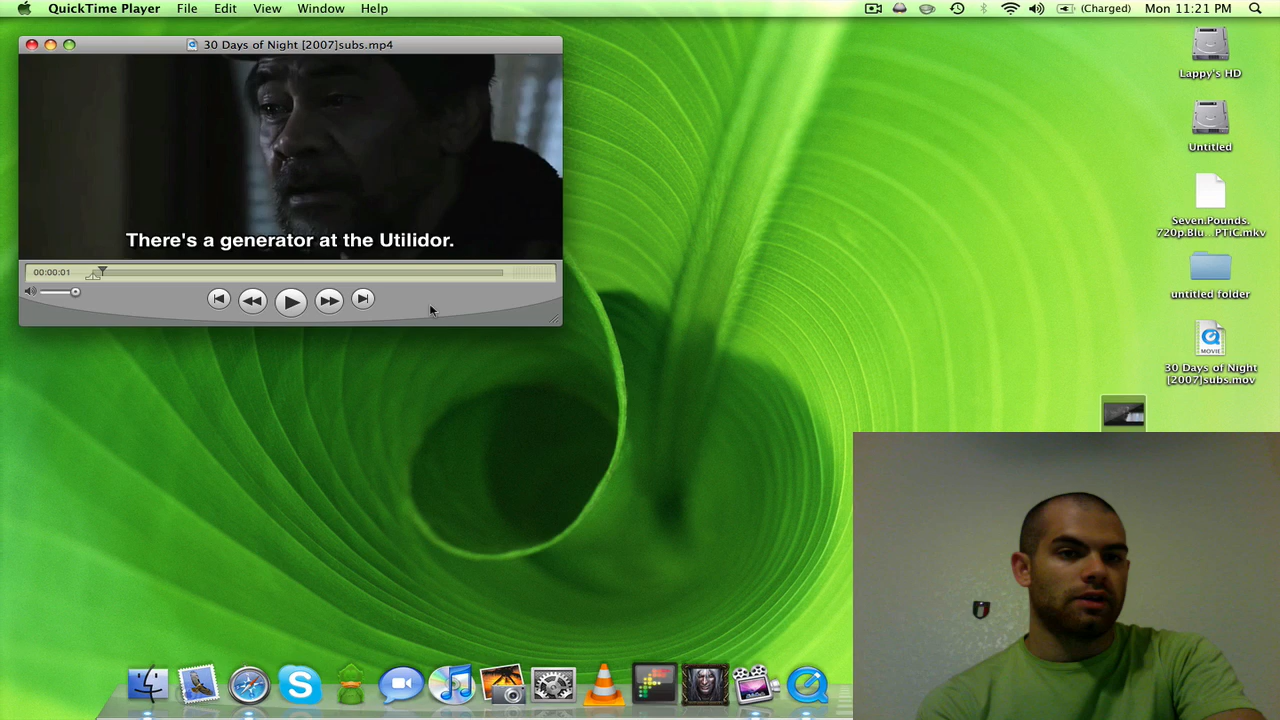 QuickTime Player File Edit View Window Help (Charged) Mon 11:21 PM
30 Days of Night [2007]subs.mp4
There's a generator at the Utilidor.
00:00:01
Lappy's HD
Untitled
Seven.Pounds.
720p.Blu...PTIC.mkv
untitled folder
MOVIE
30 Days of Night
[2007]subs.mov